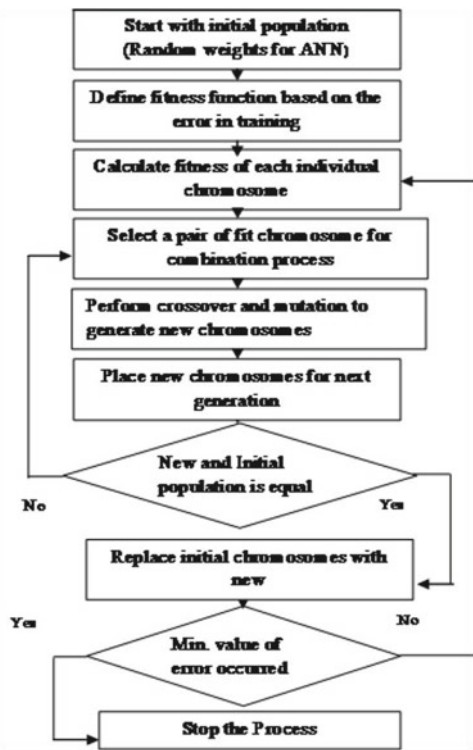 Start with initial population
(Random weights for ANN)
Define fitness function based on the
error in training
Calculate fitness of each individual
chromosome
Select a pair of fit chromosome for
combination process
Perform crossover and mutation to
generate new chromosomes
Place new chromosomes for next
generation
New and Initial
population is equal
No
Yes
Replace initial chromosomes with
new
Yes
No
Min. value of
error occurred
Stop the Process